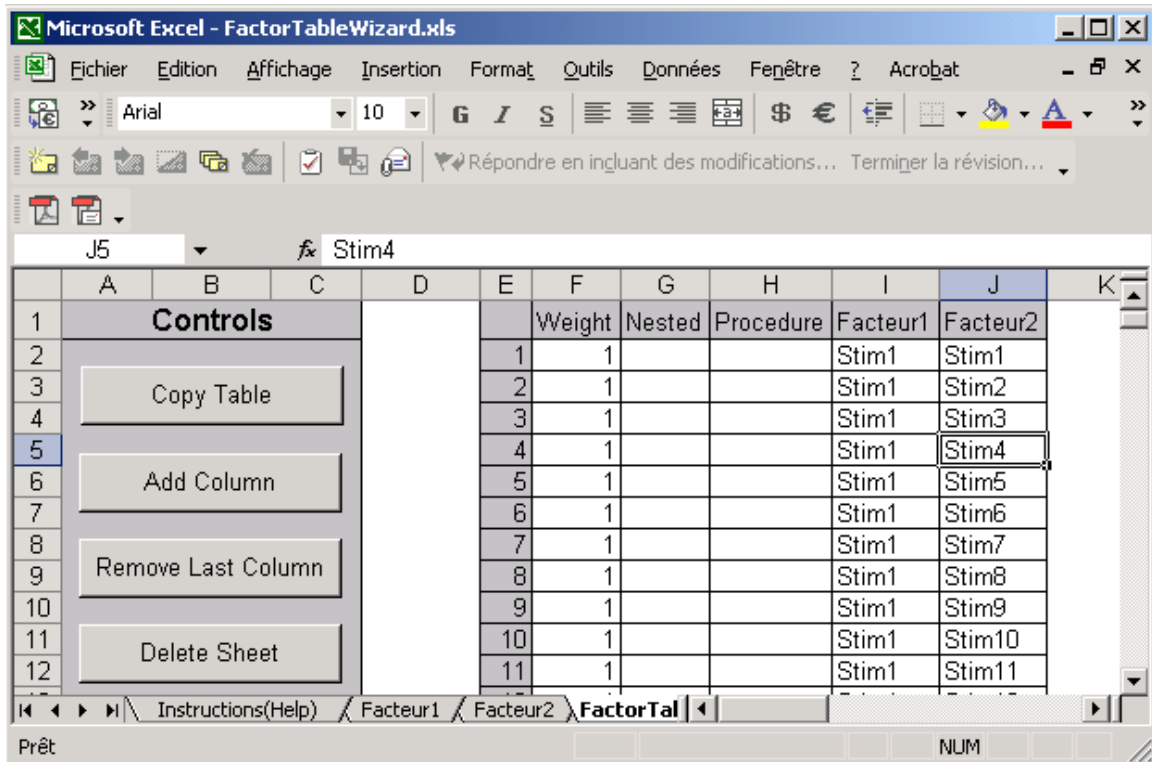 Microsoft Excel - FactorTableWizard.xls
Fichier Edition Affichage Insertion Format Outils Données Fenêtre ? Acrobat
Arial 10 G I S $ € A
Répondre en incluant des modifications... Terminer la révision...
J5 fx Stim4
A B C D E F G H I J K
1 Controls Weight Nested Procedure Facteur1 Facteur2
2 1 1 Stim1 Stim1
3 Copy Table 2 1 Stim1 Stim2
4 3 1 Stim1 Stim3
5 4 1 Stim1 Stim4
6 Add Column 5 1 Stim1 Stim5
7 6 1 Stim1 Stim6
8 7 1 Stim1 Stim7
9 Remove Last Column 8 1 Stim1 Stim8
10 9 1 Stim1 Stim9
11 Delete Sheet 10 1 Stim1 Stim10
12 11 1 Stim1 Stim11
Instructions(Help) Facteur1 Facteur2 FactorTal
Prêt NUM